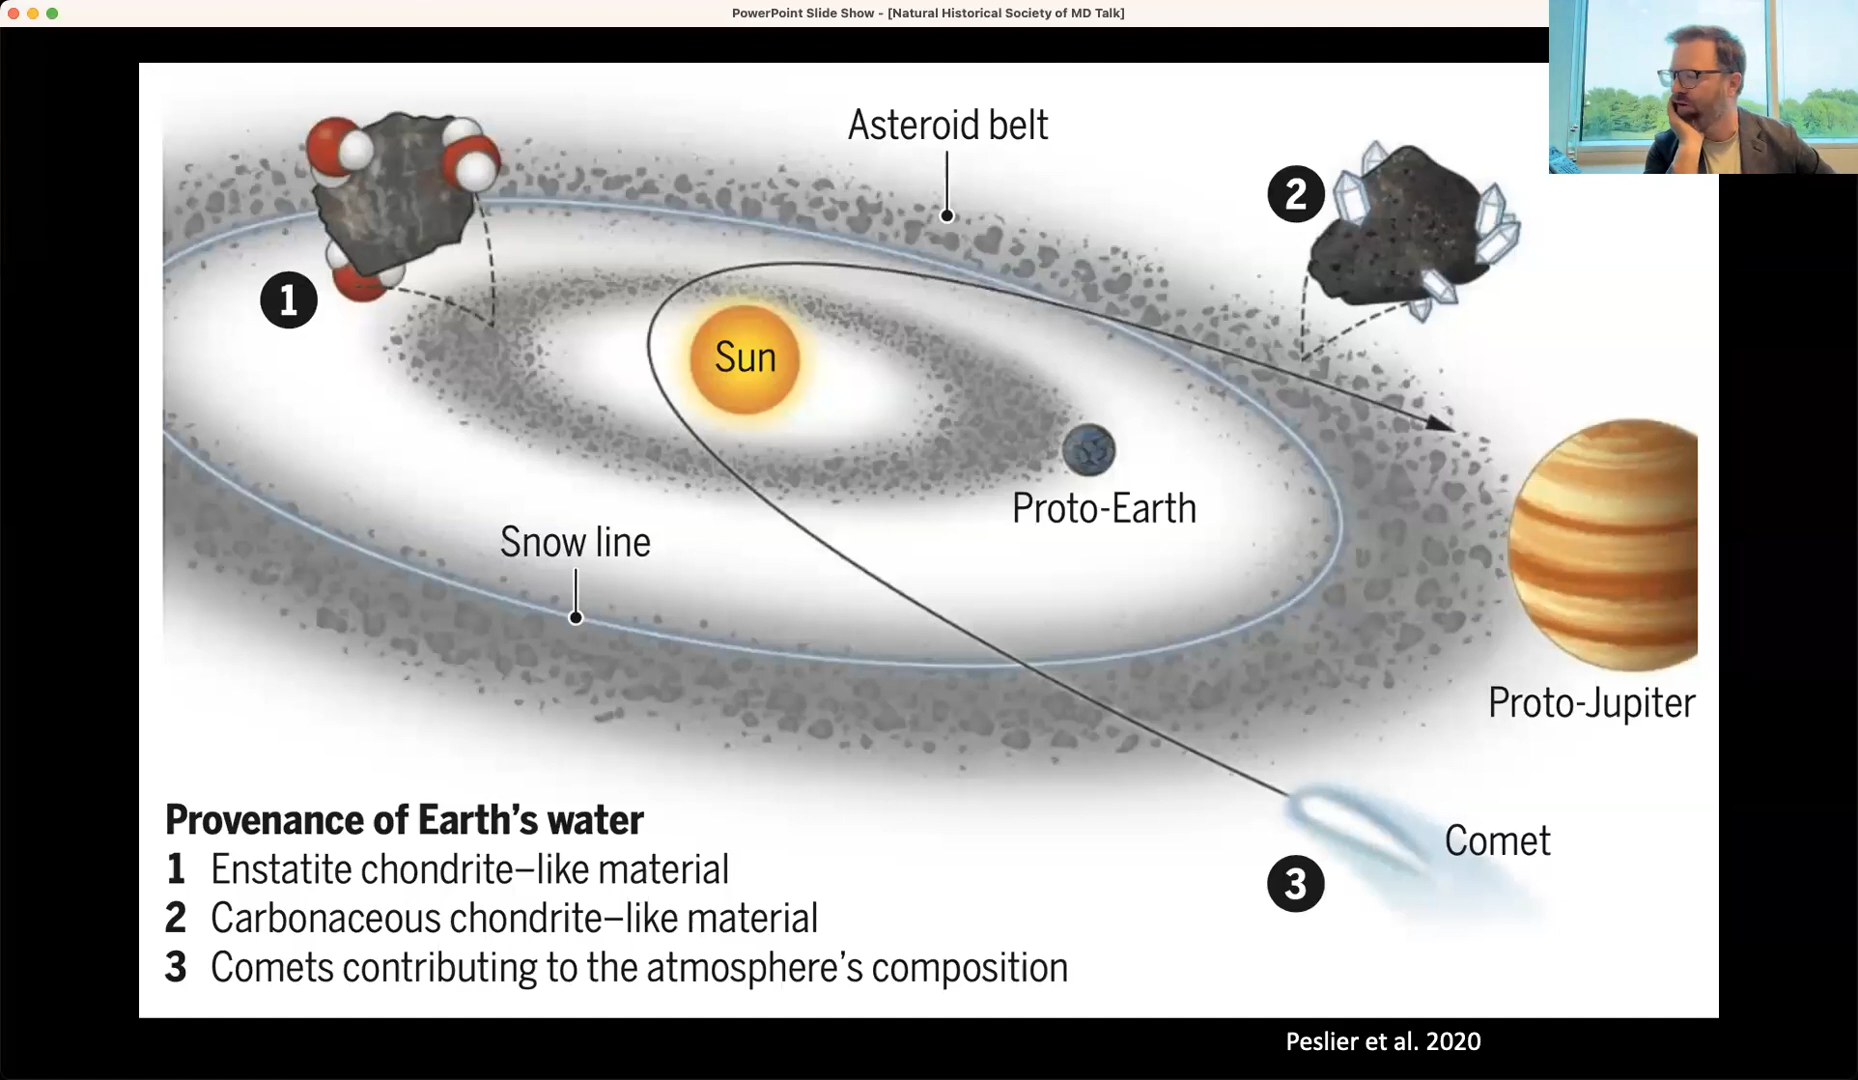 PowerPoint Slide Show - [Natural Historical Society of MD Talk]
Asteroid belt
2
1
Sun
Proto-Earth
Snow line
Proto-Jupiter
Comet
3
Provenance of Earth's water
1 Enstatite chondrite–like material
2 Carbonaceous chondrite–like material
3 Comets contributing to the atmosphere's composition
Peslier et al. 2020